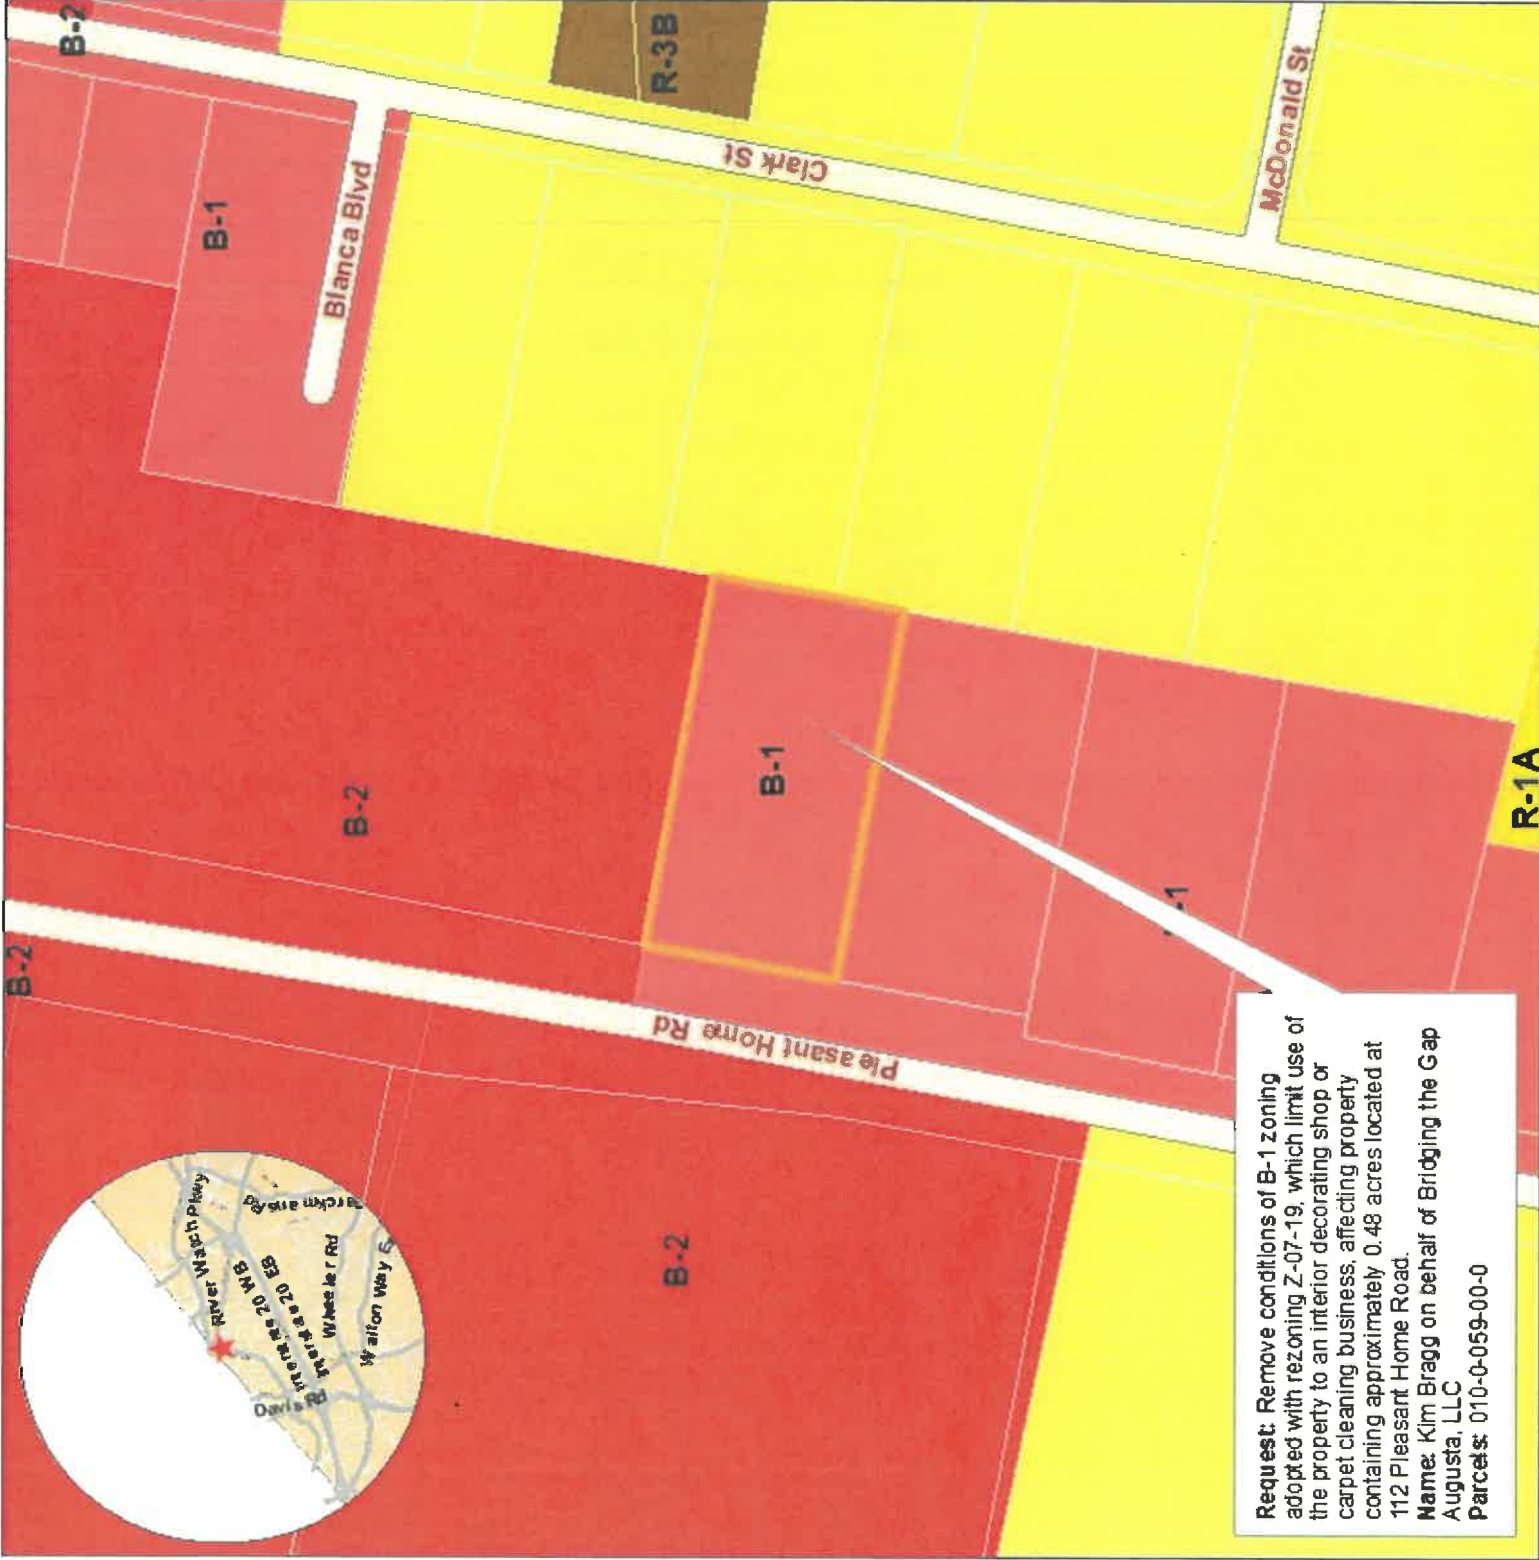 B-2
B-2
B-1
Blanca Blvd
R-3B
Clark St
McDonald St
B-2
B-1
Pleasant Home Rd
-1
R-1A
B-2
River Watch Pkwy
Interstate 20 WB
Interstate 20 EB
Wheeler Rd
Walton Way E
Davis Rd
Request: Remove conditions of B-1 zoning
adopted with rezoning Z-07-19, which limit use of
the property to an interior decorating shop or
carpet cleaning business, affecting property
containing approximately 0.48 acres located at
112 Pleasant Home Road.
Name: Kim Bragg on behalf of Bridging the Gap
Augusta, LLC
Parcels: 010-0-059-00-0